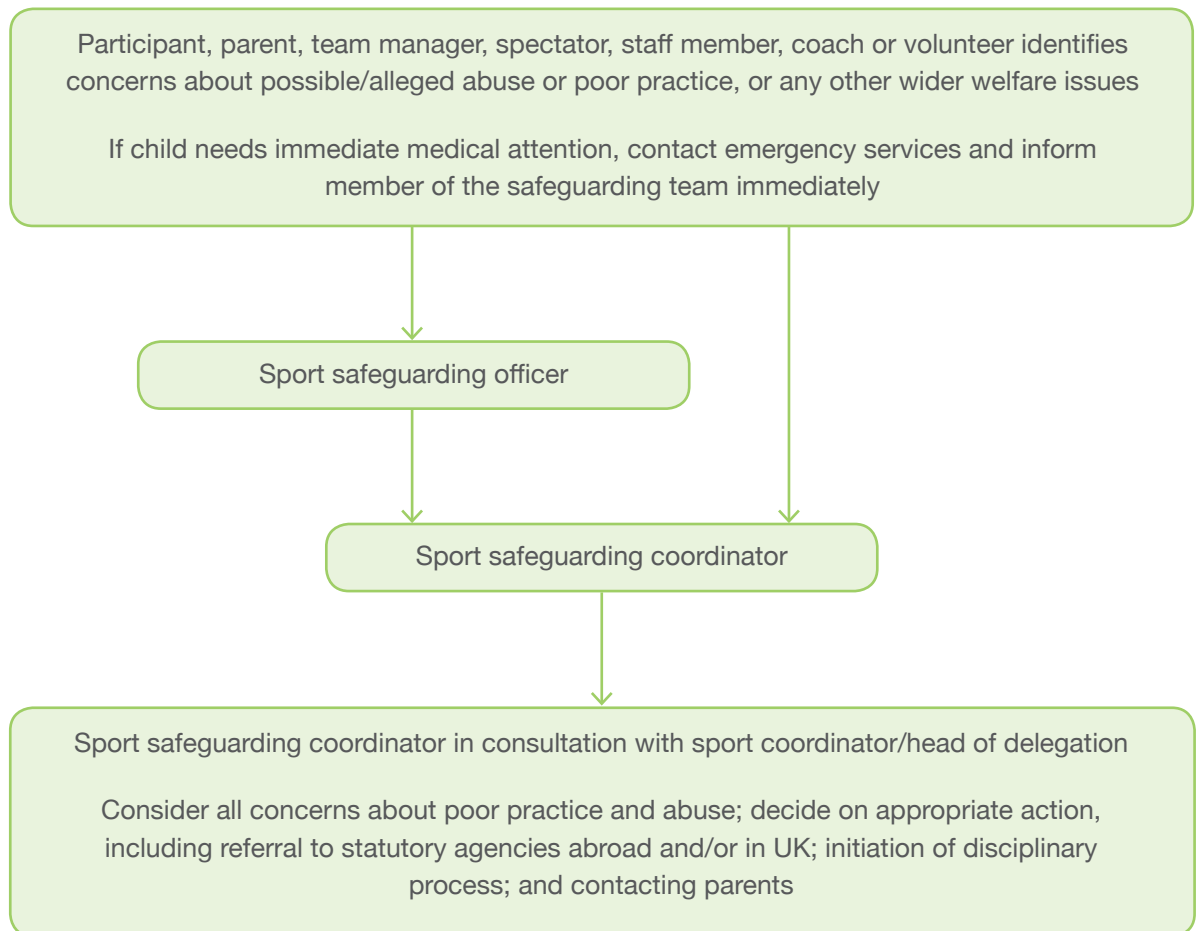 Participant, parent, team manager, spectator, staff member, coach or volunteer identifies
concerns about possible/alleged abuse or poor practice, or any other wider welfare issues
If child needs immediate medical attention, contact emergency services and inform
member of the safeguarding team immediately
Sport safeguarding officer
Sport safeguarding coordinator
Sport safeguarding coordinator in consultation with sport coordinator/head of delegation
Consider all concerns about poor practice and abuse; decide on appropriate action,
including referral to statutory agencies abroad and/or in UK; initiation of disciplinary
process; and contacting parents